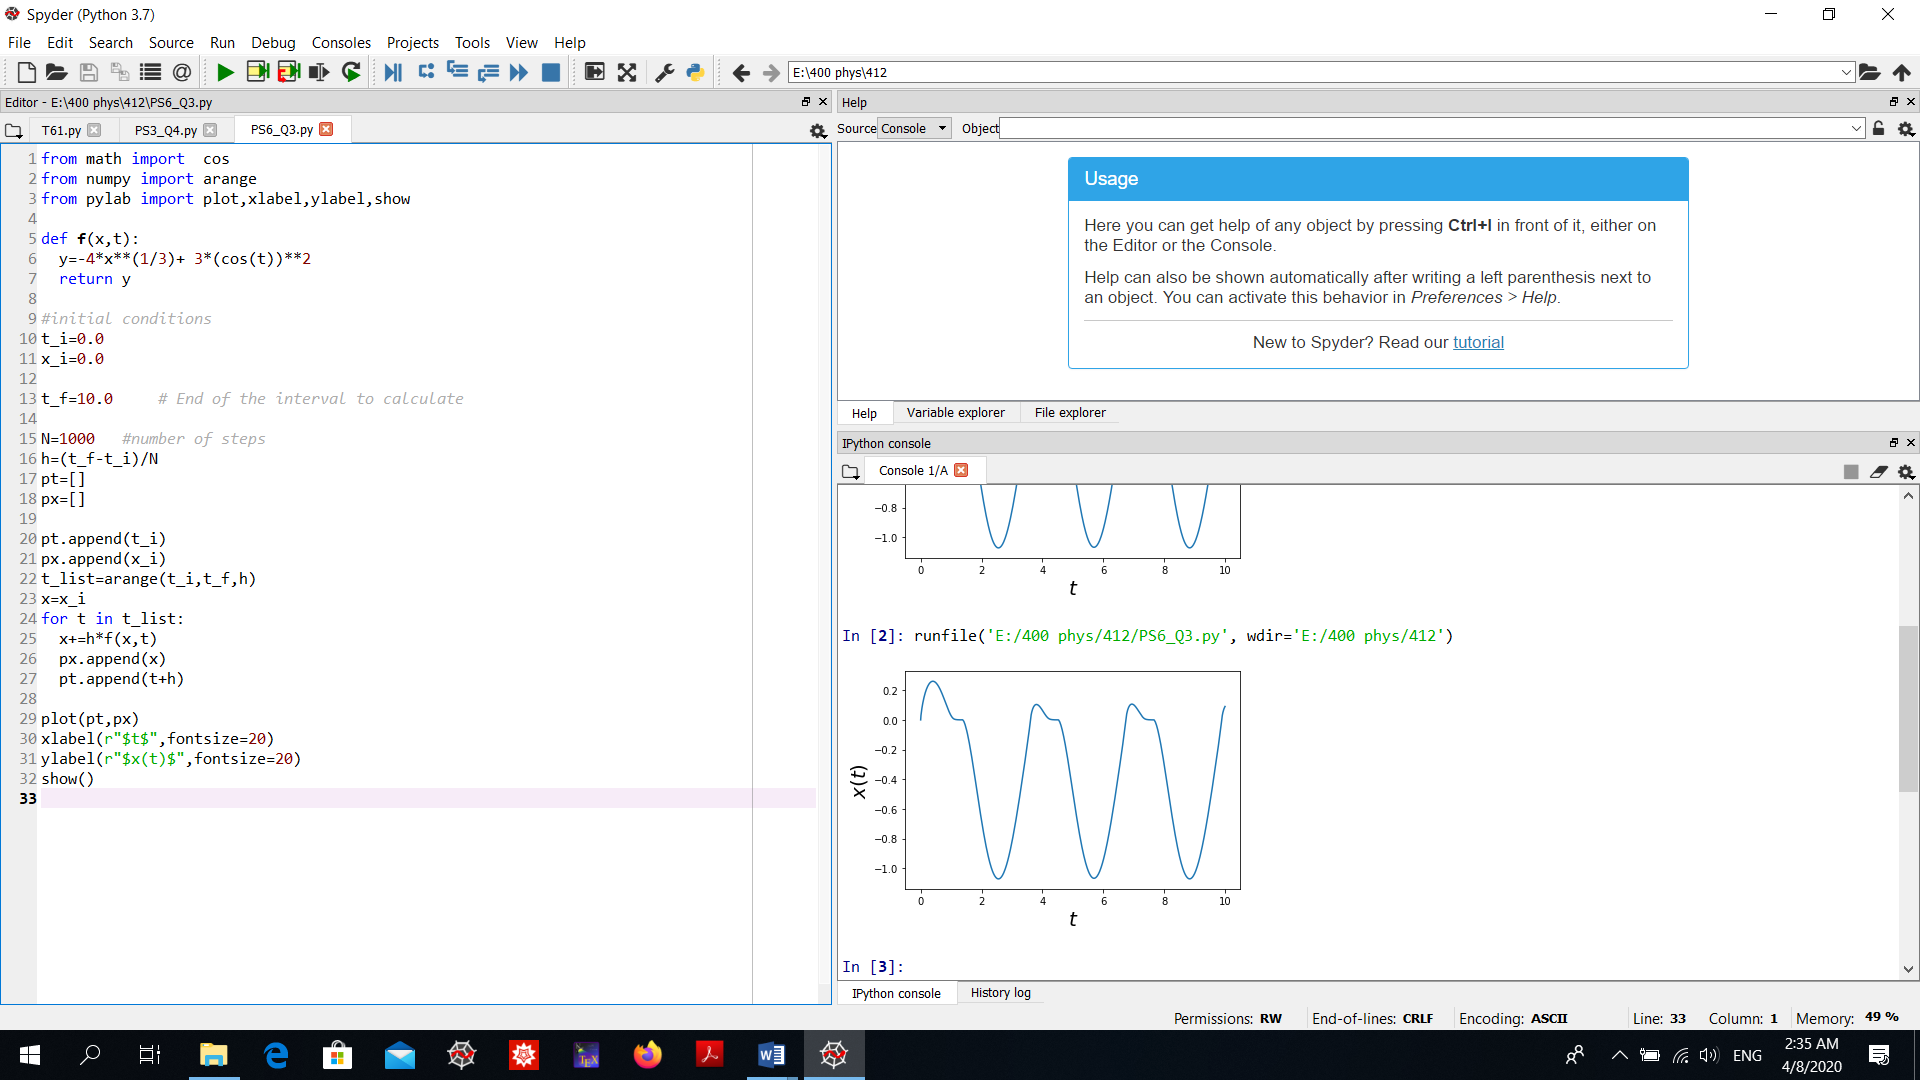 Spyder (Python 3.7)
File Edit Search Source Run Debug Consoles Projects Tools View Help
E:\400 phys\412
Editor - E:\400 phys\412\PS6_Q3.py
T61.py PS3_Q4.py PS6_Q3.py
1 from math import  cos
2 from numpy import arange
3 from pylab import plot,xlabel,ylabel,show
4
5 def f(x,t):
6   y=-4*x**(1/3)+ 3*(cos(t))**2
7   return y
8
9 #initial conditions
10 t_i=0.0
11 x_i=0.0
12
13 t_f=10.0     # End of the interval to calculate
14
15 N=1000   #number of steps
16 h=(t_f-t_i)/N
17 pt=[]
18 px=[]
19
20 pt.append(t_i)
21 px.append(x_i)
22 t_list=arange(t_i,t_f,h)
23 x=x_i
24 for t in t_list:
25   x+=h*f(x,t)
26   px.append(x)
27   pt.append(t+h)
28
29 plot(pt,px)
30 xlabel(r"$t$",fontsize=20)
31 ylabel(r"$x(t)$",fontsize=20)
32 show()
33
Help
Source Console Object
Usage
Here you can get help of any object by pressing Ctrl+I in front of it, either on
the Editor or the Console.
Help can also be shown automatically after writing a left parenthesis next to
an object. You can activate this behavior in Preferences > Help.
New to Spyder? Read our tutorial
Help Variable explorer File explorer
IPython console
Console 1/A
−0.8
−1.0
0 2 4 6 8 10
t
In [2]: runfile('E:/400 phys/412/PS6_Q3.py', wdir='E:/400 phys/412')
0.2
0.0
−0.2
−0.4
−0.6
−0.8
−1.0
x(t)
0 2 4 6 8 10
t
In [3]:
IPython console History log
Permissions: RW End-of-lines: CRLF Encoding: ASCII Line: 33 Column: 1 Memory: 49 %
TEX
ENG
2:35 AM
4/8/2020